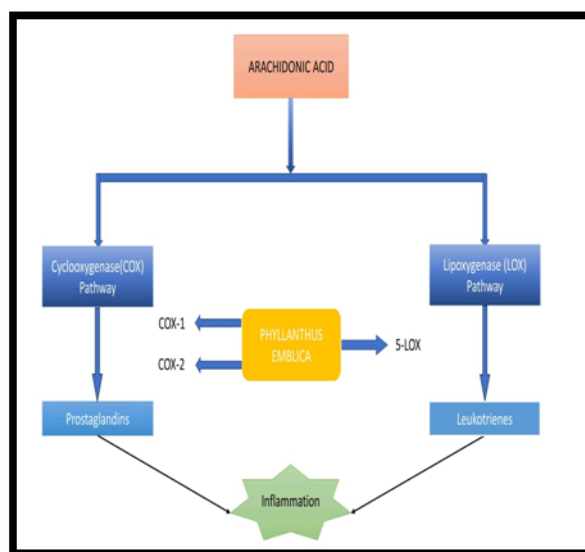 ARACHIDONIC ACID
Cyclooxygenase(COX)
Pathway
Lipoxygenase (LOX)
Pathway
COX-1
COX-2
PHYLLANTHUS
EMBLICA
5-LOX
Prostaglandins
Leukotrienes
Inflammation